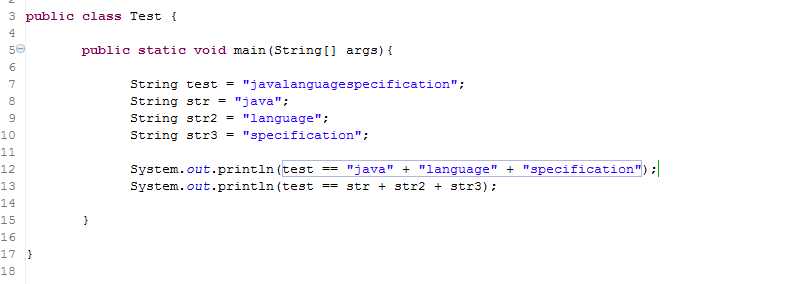 3 public class Test {
4
5 public static void main(String[] args){
6
7 String test = "javalanguagespecification";
8 String str = "java";
9 String str2 = "language";
10 String str3 = "specification";
11
12 System.out.println(test == "java" + "language" + "specification");
13 System.out.println(test == str + str2 + str3);
14
15 }
16
17 }
18